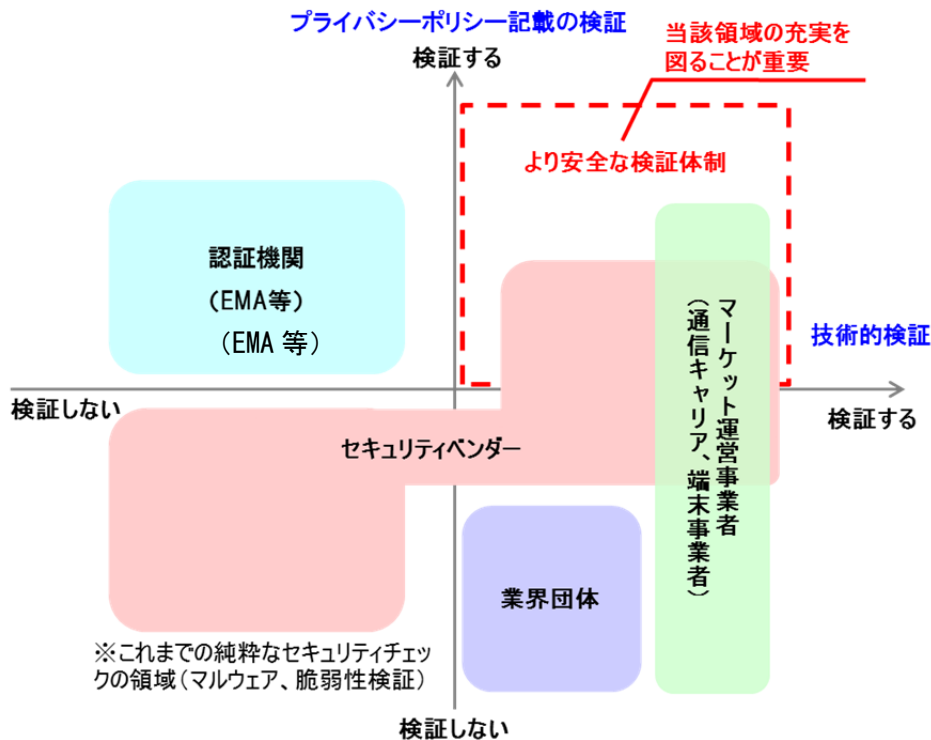 プライバシーポリシー記載の検証
検証する
当該領域の充実を
図ることが重要
より安全な検証体制
認証機関
(EMA等)
(EMA 等)
技術的検証
検証しない
検証する
マーケット運営事業者
(通信キャリア、端末事業者)
セキュリティベンダー
業界団体
※これまでの純粋なセキュリティチェッ
クの領域(マルウェア、脆弱性検証)
検証しない